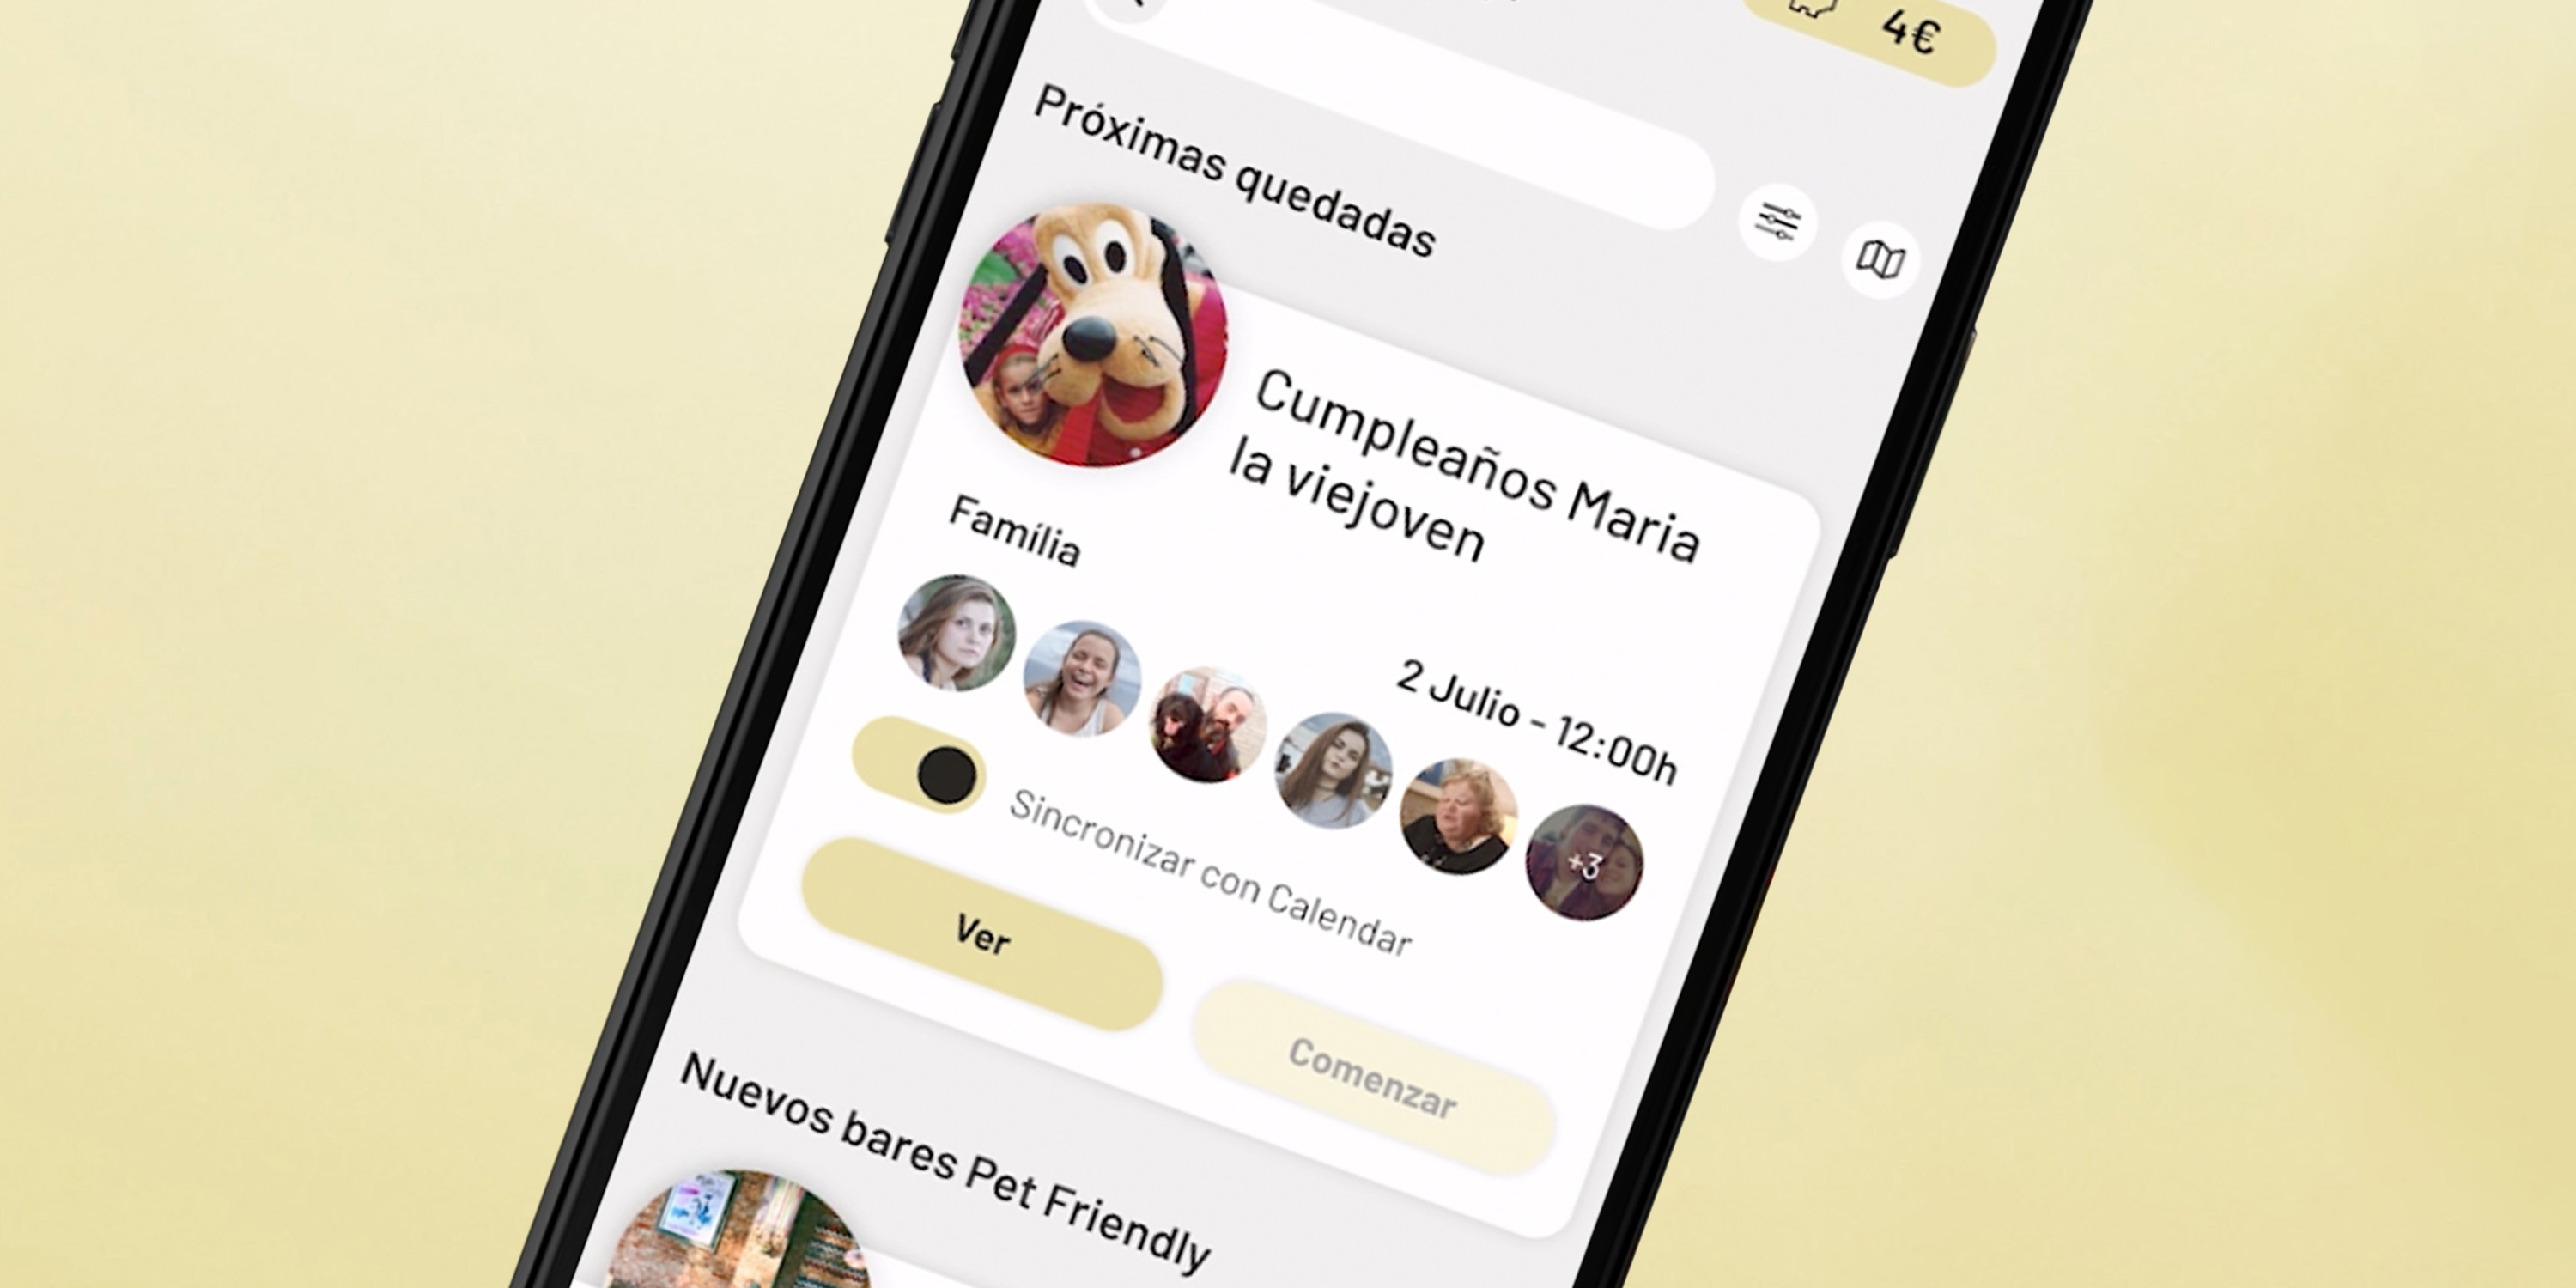 4€
Próximas quedadas
Cumpleaños Maria
la viejoven
Família
2 Julio - 12:00h
+3
Sincronizar con Calendar
Ver
Comenzar
Nuevos bares Pet Friendly